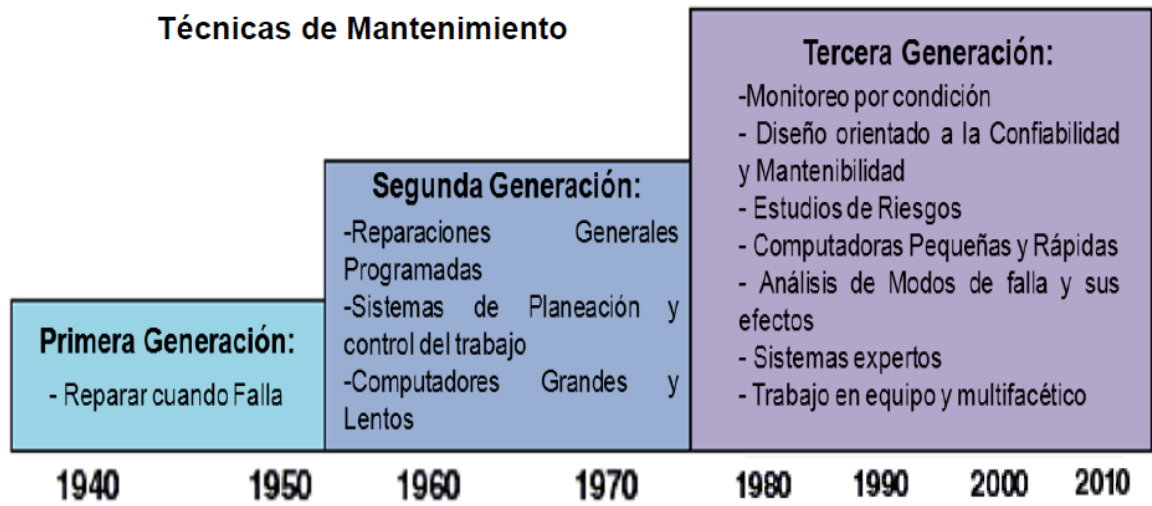 Técnicas de Mantenimiento
Primera Generación:
- Reparar cuando Falla
Segunda Generación:
-Reparaciones Generales
Programadas
-Sistemas de Planeación y
control del trabajo
-Computadores Grandes y
Lentos
Tercera Generación:
-Monitoreo por condición
- Diseño orientado a la Confiabilidad
y Mantenibilidad
- Estudios de Riesgos
- Computadoras Pequeñas y Rápidas
- Análisis de Modos de falla y sus
efectos
- Sistemas expertos
- Trabajo en equipo y multifacético
1940 1950 1960 1970 1980 1990 2000 2010